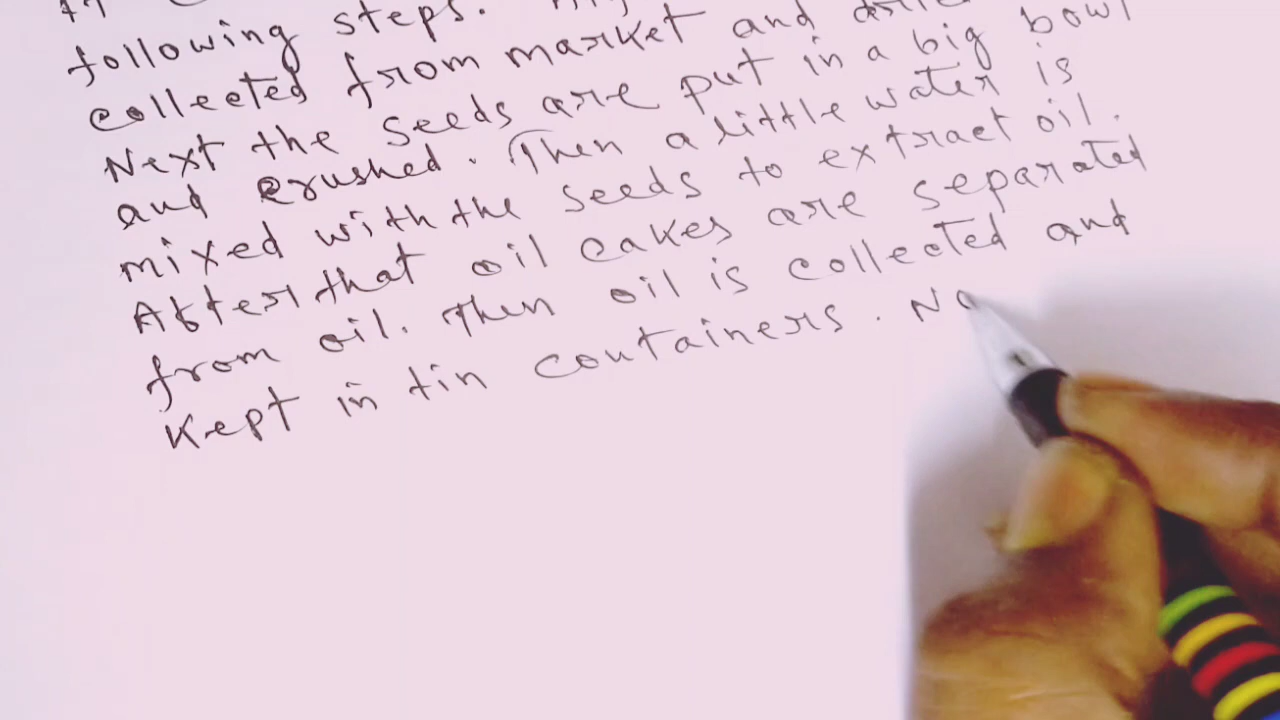 following steps.
collected from market and
Next the seeds are put in a big bowl
and crushed. Then a little water is
mixed with the seeds to extract oil.
After that oil cakes are separated
from oil. Then oil is collected and
Kept in tin containers. No